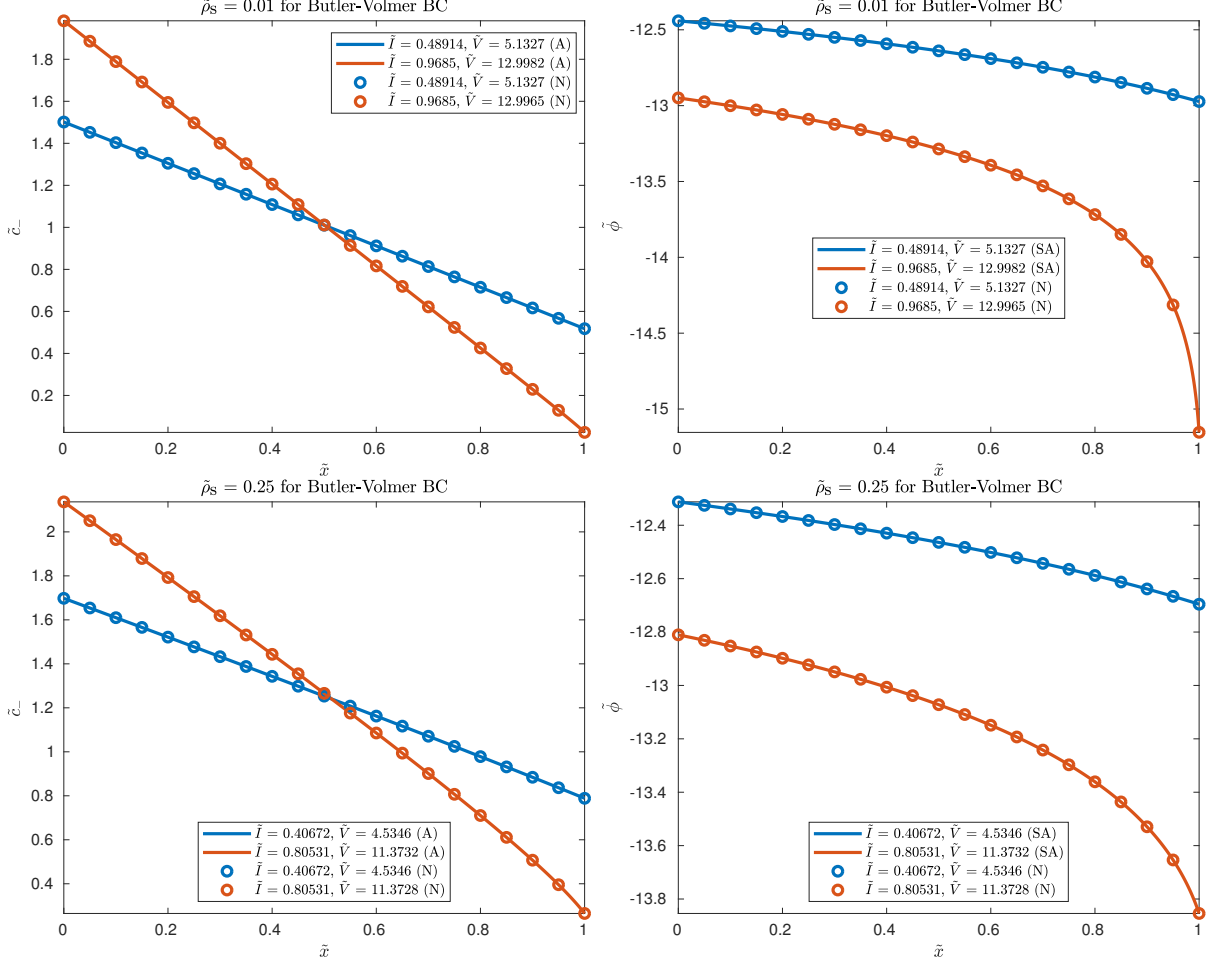 ρ̃s = 0.01 for Butler-Volmer BC
1.8
1.6
1.4
1.2
1
0.8
0.6
0.4
0.2
c̃₋
0
0.2
0.4
0.6
0.8
1
x̃
Ĩ = 0.48914, Ṽ = 5.1327 (A)
Ĩ = 0.9685, Ṽ = 12.9982 (A)
Ĩ = 0.48914, Ṽ = 5.1327 (N)
Ĩ = 0.9685, Ṽ = 12.9965 (N)
ρ̃s = 0.01 for Butler-Volmer BC
-12.5
-13
-13.5
-14
-14.5
-15
ϕ̃
0
0.2
0.4
0.6
0.8
1
x̃
Ĩ = 0.48914, Ṽ = 5.1327 (SA)
Ĩ = 0.9685, Ṽ = 12.9982 (SA)
Ĩ = 0.48914, Ṽ = 5.1327 (N)
Ĩ = 0.9685, Ṽ = 12.9965 (N)
ρ̃s = 0.25 for Butler-Volmer BC
2
1.8
1.6
1.4
1.2
1
0.8
0.6
0.4
c̃₋
0
0.2
0.4
0.6
0.8
1
x̃
Ĩ = 0.40672, Ṽ = 4.5346 (A)
Ĩ = 0.80531, Ṽ = 11.3732 (A)
Ĩ = 0.40672, Ṽ = 4.5346 (N)
Ĩ = 0.80531, Ṽ = 11.3728 (N)
ρ̃s = 0.25 for Butler-Volmer BC
-12.4
-12.6
-12.8
-13
-13.2
-13.4
-13.6
-13.8
ϕ̃
0
0.2
0.4
0.6
0.8
1
x̃
Ĩ = 0.40672, Ṽ = 4.5346 (SA)
Ĩ = 0.80531, Ṽ = 11.3732 (SA)
Ĩ = 0.40672, Ṽ = 4.5346 (N)
Ĩ = 0.80531, Ṽ = 11.3728 (N)